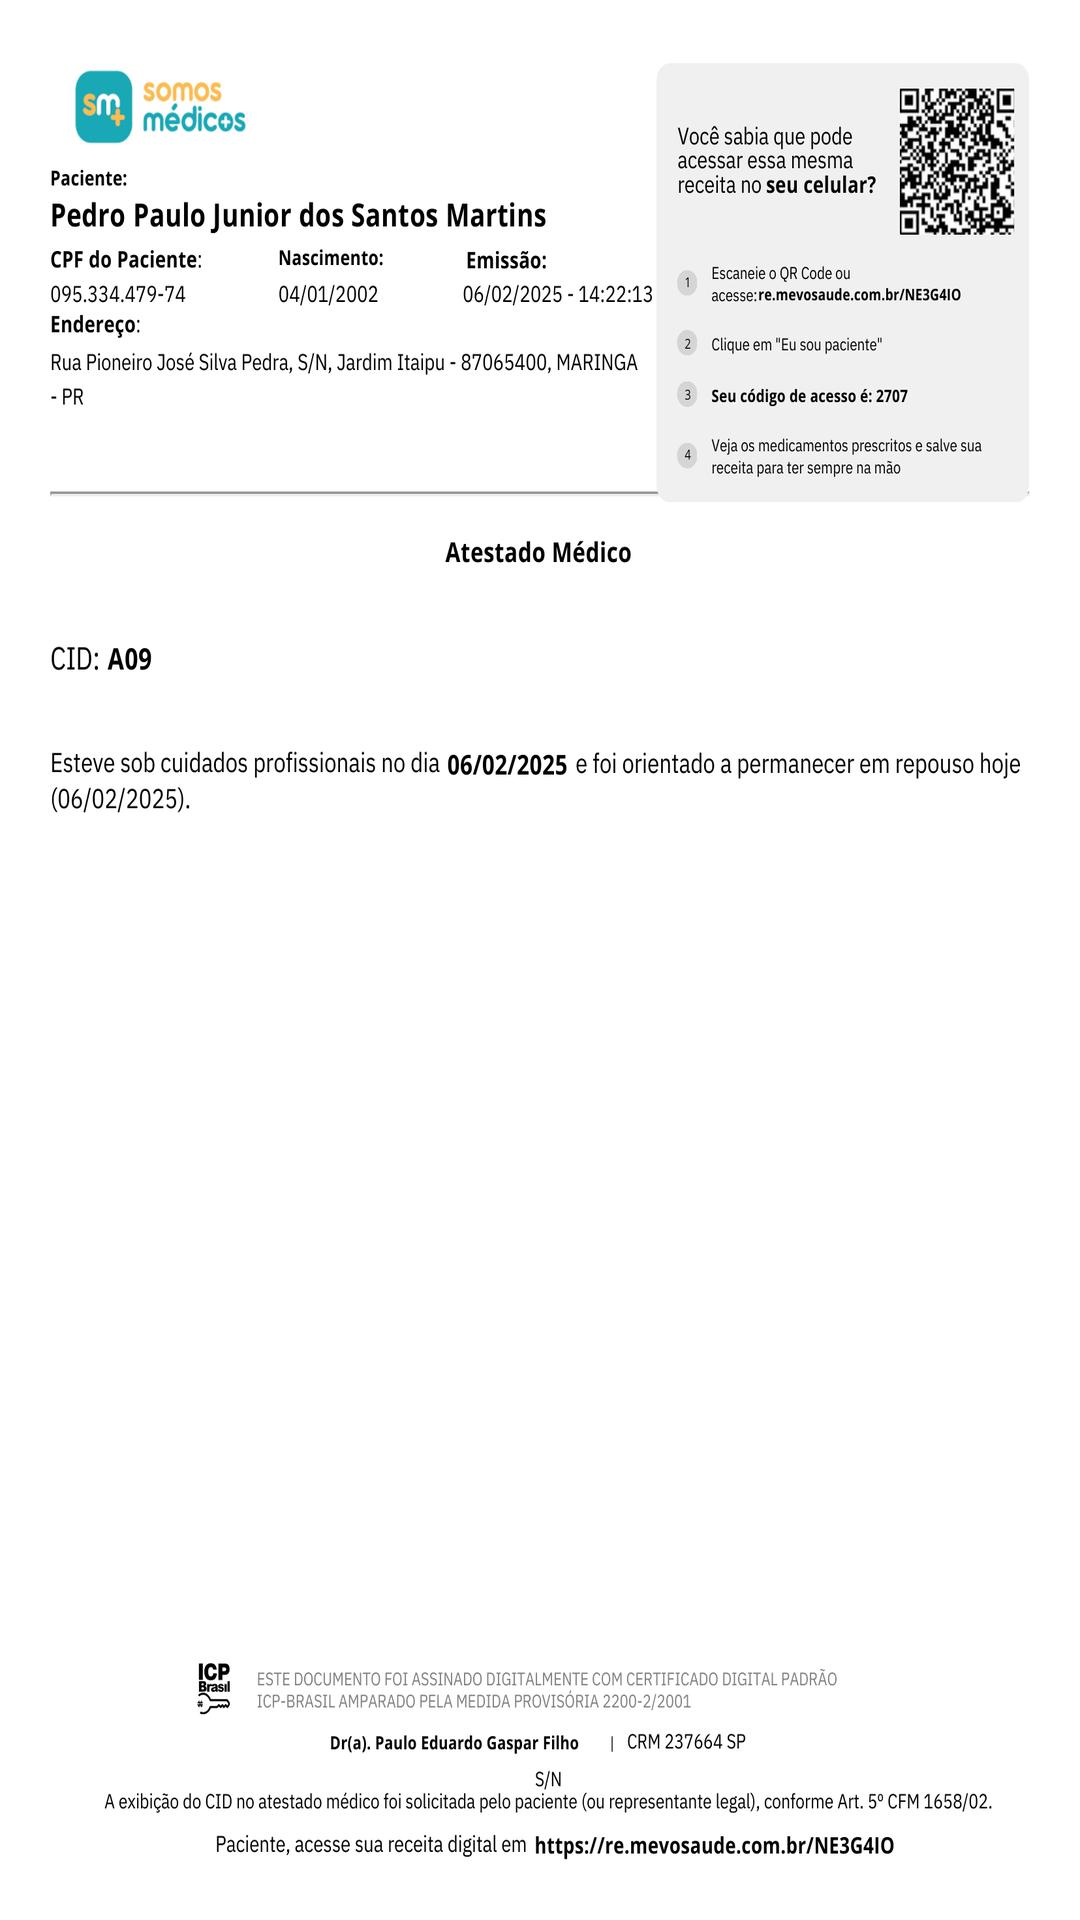 sm+ somos
médicos
Paciente:
Pedro Paulo Junior dos Santos Martins
CPF do Paciente:
Nascimento:
Emissão:
095.334.479-74
04/01/2002
06/02/2025 - 14:22:13
Endereço:
Rua Pioneiro José Silva Pedra, S/N, Jardim Itaipu - 87065400, MARINGA
- PR
Você sabia que pode
acessar essa mesma
receita no seu celular?
1 Escaneie o QR Code ou
acesse:re.mevosaude.com.br/NE3G4IO
2 Clique em "Eu sou paciente"
3 Seu código de acesso é: 2707
4 Veja os medicamentos prescritos e salve sua
receita para ter sempre na mão
Atestado Médico
CID: A09
Esteve sob cuidados profissionais no dia 06/02/2025 e foi orientado a permanecer em repouso hoje
(06/02/2025).
ICP
Brasil
ESTE DOCUMENTO FOI ASSINADO DIGITALMENTE COM CERTIFICADO DIGITAL PADRÃO
ICP-BRASIL AMPARADO PELA MEDIDA PROVISÓRIA 2200-2/2001
Dr(a). Paulo Eduardo Gaspar Filho | CRM 237664 SP
S/N
A exibição do CID no atestado médico foi solicitada pelo paciente (ou representante legal), conforme Art. 5º CFM 1658/02.
Paciente, acesse sua receita digital em https://re.mevosaude.com.br/NE3G4IO